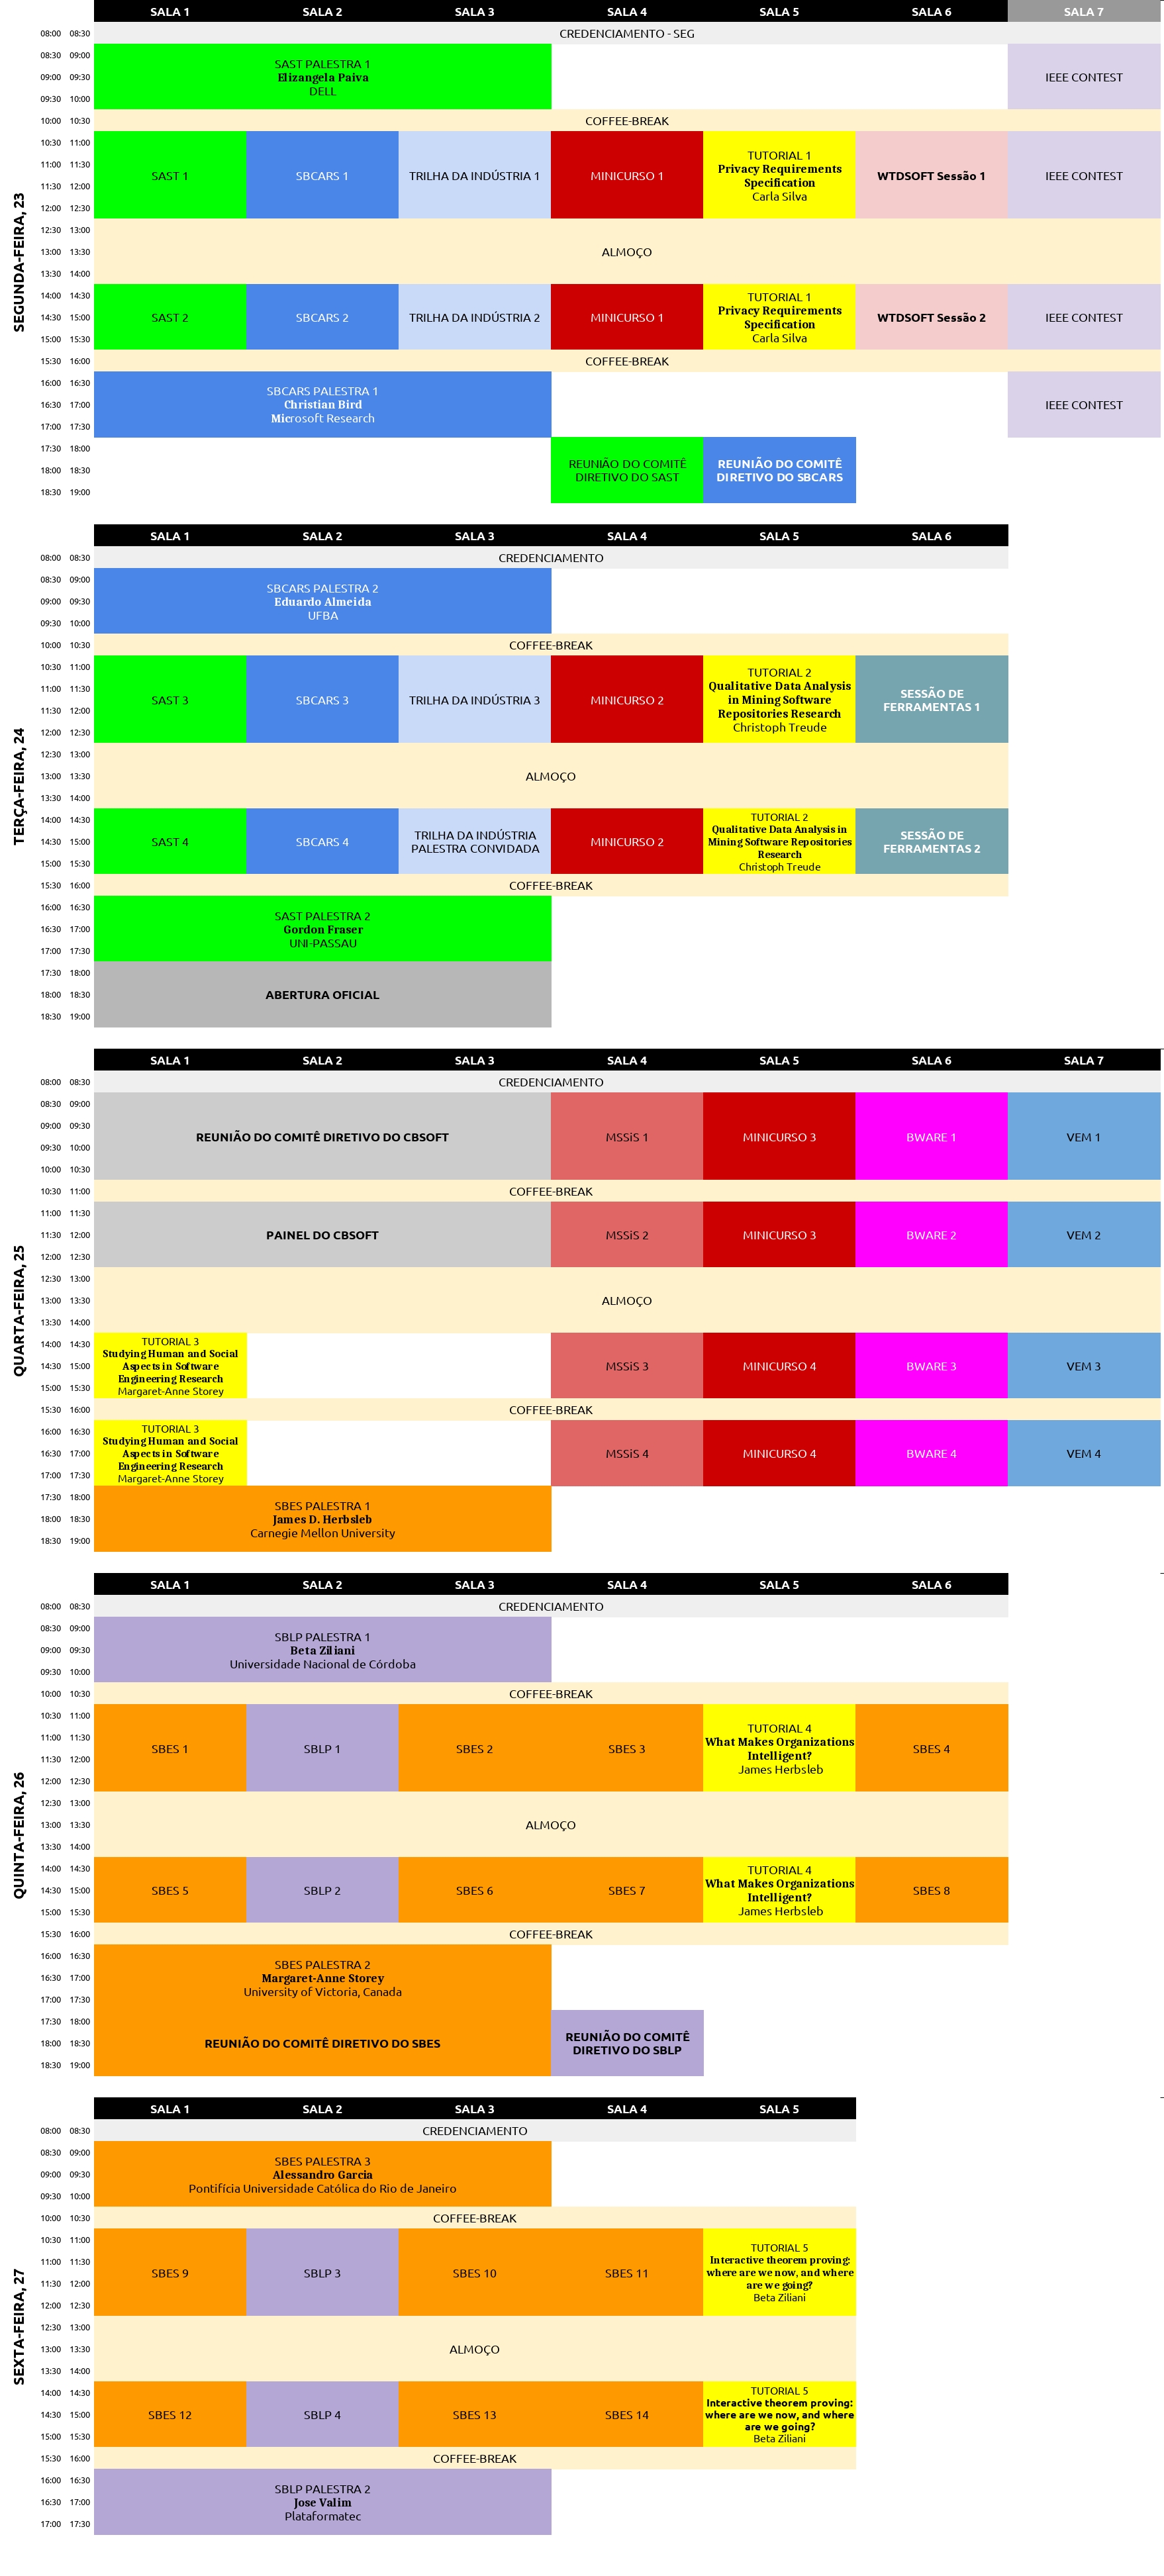 SALA 1 SALA 2 SALA 3 SALA 4 SALA 5 SALA 6 SALA 7
SEGUNDA-FEIRA, 23
08:00 08:30 CREDENCIAMENTO - SEG
08:30 09:00
09:00 09:30
09:30 10:00
SAST PALESTRA 1
Elizangela Paiva
DELL
IEEE CONTEST
10:00 10:30 COFFEE-BREAK
10:30 11:00
11:00 11:30
11:30 12:00
12:00 12:30
SAST 1
SBCARS 1
TRILHA DA INDÚSTRIA 1
MINICURSO 1
TUTORIAL 1
Privacy Requirements
Specification
Carla Silva
WTDSOFT Sessão 1
IEEE CONTEST
12:30 13:00
13:00 13:30
13:30 14:00
ALMOÇO
14:00 14:30
14:30 15:00
15:00 15:30
SAST 2
SBCARS 2
TRILHA DA INDÚSTRIA 2
MINICURSO 1
TUTORIAL 1
Privacy Requirements
Specification
Carla Silva
WTDSOFT Sessão 2
IEEE CONTEST
15:30 16:00 COFFEE-BREAK
16:00 16:30
16:30 17:00
17:00 17:30
SBCARS PALESTRA 1
Christian Bird
Microsoft Research
IEEE CONTEST
17:30 18:00
18:00 18:30
18:30 19:00
REUNIÃO DO COMITÊ
DIRETIVO DO SAST
REUNIÃO DO COMITÊ
DIRETIVO DO SBCARS
SALA 1 SALA 2 SALA 3 SALA 4 SALA 5 SALA 6
TERÇA-FEIRA, 24
08:00 08:30 CREDENCIAMENTO
08:30 09:00
09:00 09:30
09:30 10:00
SBCARS PALESTRA 2
Eduardo Almeida
UFBA
10:00 10:30 COFFEE-BREAK
10:30 11:00
11:00 11:30
11:30 12:00
12:00 12:30
SAST 3
SBCARS 3
TRILHA DA INDÚSTRIA 3
MINICURSO 2
TUTORIAL 2
Qualitative Data Analysis
in Mining Software
Repositories Research
Christoph Treude
SESSÃO DE
FERRAMENTAS 1
12:30 13:00
13:00 13:30
13:30 14:00
ALMOÇO
14:00 14:30
14:30 15:00
15:00 15:30
SAST 4
SBCARS 4
TRILHA DA INDÚSTRIA
PALESTRA CONVIDADA
MINICURSO 2
TUTORIAL 2
Qualitative Data Analysis in
Mining Software Repositories
Research
Christoph Treude
SESSÃO DE
FERRAMENTAS 2
15:30 16:00 COFFEE-BREAK
16:00 16:30
16:30 17:00
17:00 17:30
SAST PALESTRA 2
Gordon Fraser
UNI-PASSAU
17:30 18:00
18:00 18:30
18:30 19:00
ABERTURA OFICIAL
SALA 1 SALA 2 SALA 3 SALA 4 SALA 5 SALA 6 SALA 7
QUARTA-FEIRA, 25
08:00 08:30 CREDENCIAMENTO
08:30 09:00
09:00 09:30
09:30 10:00
10:00 10:30
REUNIÃO DO COMITÊ DIRETIVO DO CBSOFT
MSSiS 1
MINICURSO 3
BWARE 1
VEM 1
10:30 11:00 COFFEE-BREAK
11:00 11:30
11:30 12:00
12:00 12:30
PAINEL DO CBSOFT
MSSiS 2
MINICURSO 3
BWARE 2
VEM 2
12:30 13:00
13:00 13:30
13:30 14:00
ALMOÇO
14:00 14:30
14:30 15:00
15:00 15:30
TUTORIAL 3
Studying Human and Social
Aspects in Software
Engineering Research
Margaret-Anne Storey
MSSiS 3
MINICURSO 4
BWARE 3
VEM 3
15:30 16:00 COFFEE-BREAK
16:00 16:30
16:30 17:00
17:00 17:30
TUTORIAL 3
Studying Human and Social
Aspects in Software
Engineering Research
Margaret-Anne Storey
MSSiS 4
MINICURSO 4
BWARE 4
VEM 4
17:30 18:00
18:00 18:30
18:30 19:00
SBES PALESTRA 1
James D. Herbsleb
Carnegie Mellon University
SALA 1 SALA 2 SALA 3 SALA 4 SALA 5 SALA 6
QUINTA-FEIRA, 26
08:00 08:30 CREDENCIAMENTO
08:30 09:00
09:00 09:30
09:30 10:00
SBLP PALESTRA 1
Beta Ziliani
Universidade Nacional de Córdoba
10:00 10:30 COFFEE-BREAK
10:30 11:00
11:00 11:30
11:30 12:00
12:00 12:30
SBES 1
SBLP 1
SBES 2
SBES 3
TUTORIAL 4
What Makes Organizations
Intelligent?
James Herbsleb
SBES 4
12:30 13:00
13:00 13:30
13:30 14:00
ALMOÇO
14:00 14:30
14:30 15:00
15:00 15:30
SBES 5
SBLP 2
SBES 6
SBES 7
TUTORIAL 4
What Makes Organizations
Intelligent?
James Herbsleb
SBES 8
15:30 16:00 COFFEE-BREAK
16:00 16:30
16:30 17:00
17:00 17:30
SBES PALESTRA 2
Margaret-Anne Storey
University of Victoria, Canada
17:30 18:00
18:00 18:30
18:30 19:00
REUNIÃO DO COMITÊ DIRETIVO DO SBES
REUNIÃO DO COMITÊ
DIRETIVO DO SBLP
SALA 1 SALA 2 SALA 3 SALA 4 SALA 5
SEXTA-FEIRA, 27
08:00 08:30 CREDENCIAMENTO
08:30 09:00
09:00 09:30
09:30 10:00
SBES PALESTRA 3
Alessandro Garcia
Pontifícia Universidade Católica do Rio de Janeiro
10:00 10:30 COFFEE-BREAK
10:30 11:00
11:00 11:30
11:30 12:00
12:00 12:30
SBES 9
SBLP 3
SBES 10
SBES 11
TUTORIAL 5
Interactive theorem proving:
where are we now, and where
are we going?
Beta Ziliani
12:30 13:00
13:00 13:30
13:30 14:00
ALMOÇO
14:00 14:30
14:30 15:00
15:00 15:30
SBES 12
SBLP 4
SBES 13
SBES 14
TUTORIAL 5
Interactive theorem proving:
where are we now, and where
are we going?
Beta Ziliani
15:30 16:00 COFFEE-BREAK
16:00 16:30
16:30 17:00
17:00 17:30
SBLP PALESTRA 2
Jose Valim
Plataformatec